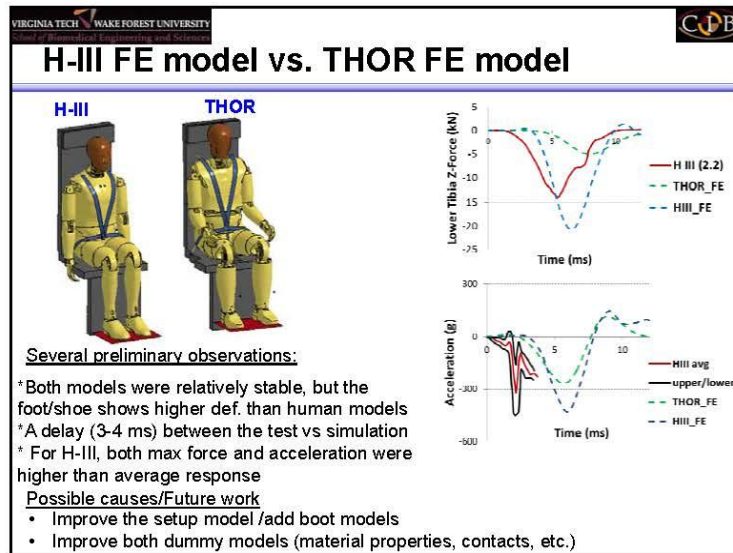 VIRGINIA TECH WAKE FOREST UNIVERSITY
School of Biomedical Engineering and Sciences
CIB
H-III FE model vs. THOR FE model
H-III
THOR
Lower Tibia Z-Force (kN)
5
0
-5
-10
-15
-20
-25
0
5
10
Time (ms)
H III (2.2)
THOR_FE
HIII_FE
Acceleration (g)
300
0
-300
-600
0
5
10
Time (ms)
HIII avg
upper/lower
THOR_FE
HIII_FE
Several preliminary observations:
*Both models were relatively stable, but the
foot/shoe shows higher def. than human models
*A delay (3-4 ms) between the test vs simulation
* For H-III, both max force and acceleration were
higher than average response
Possible causes/Future work
• Improve the setup model /add boot models
• Improve both dummy models (material properties, contacts, etc.)